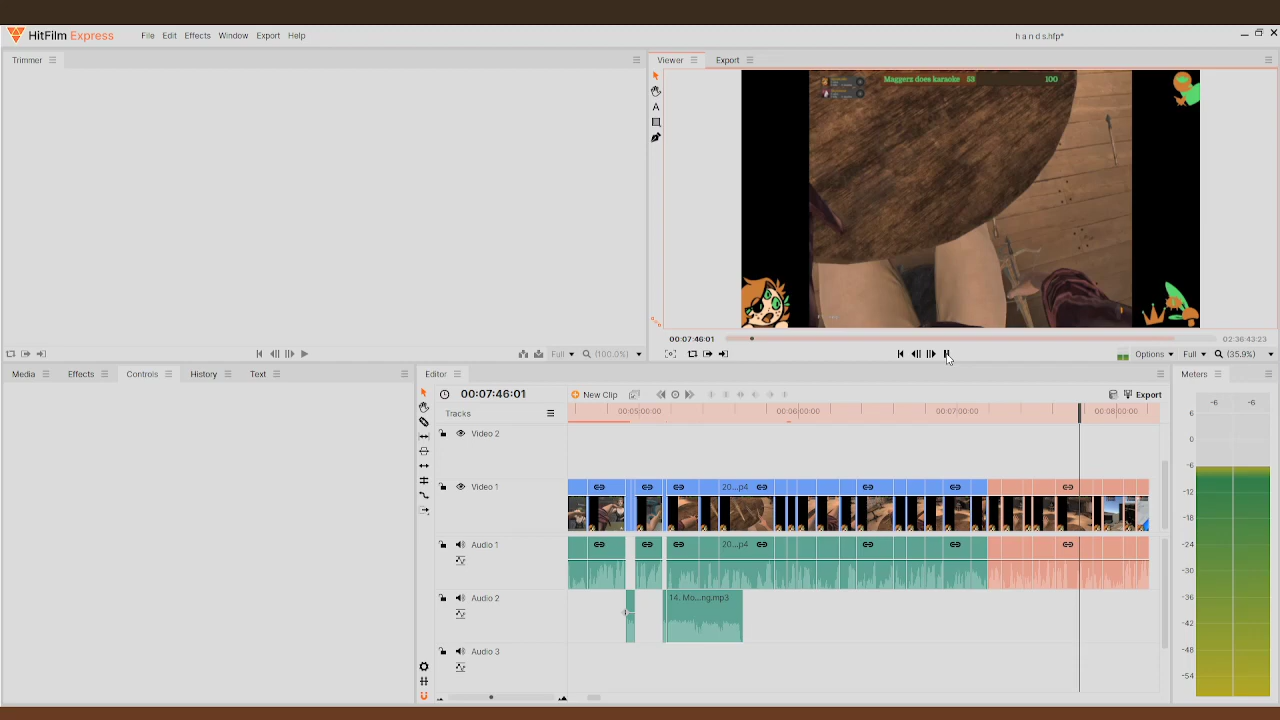 HitFilm Express
File Edit Effects Window Export Help
h a n d s.hfp*
Trimmer
Viewer Export
Maggerz does karaoke 53 100
00:07:46:01 02:36:43:23
Full (100.0%)
Options Full (35.9%)
Media Effects Controls History Text
Editor
Meters
00:07:46:01
New Clip
Export
Tracks
00:05:00:00 00:06:00:00 00:07:00:00 00:08:00:00
Video 2
Video 1
20...p4
Audio 1
20...p4
Audio 2
14. Mo...ng.mp3
Audio 3
-6 -6
6
0
-6
-12
-18
-24
-30
-36
-42
-48
-54